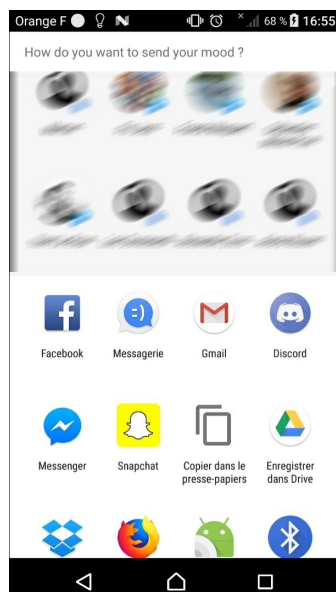 Orange F 68 % 16:55
How do you want to send your mood ?
Facebook Messagerie Gmail Discord
Messenger Snapchat Copier dans le presse-papiers Enregistrer dans Drive